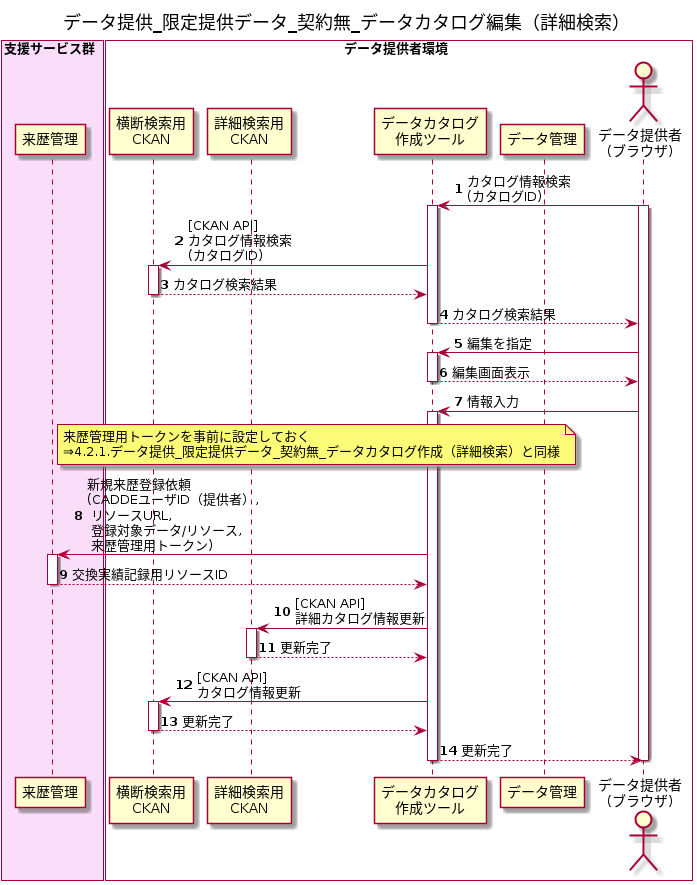 データ提供_限定提供データ_契約無_データカタログ編集（詳細検索）
支援サービス群
データ提供者環境
来歴管理
横断検索用
CKAN
詳細検索用
CKAN
データカタログ
作成ツール
データ管理
データ提供者
（ブラウザ）
1 カタログ情報検索
（カタログID）
[CKAN API]
2 カタログ情報検索
（カタログID）
3 カタログ検索結果
4 カタログ検索結果
5 編集を指定
6 編集画面表示
7 情報入力
来歴管理用トークンを事前に設定しておく
⇒4.2.1.データ提供_限定提供データ_契約無_データカタログ作成（詳細検索）と同様
新規来歴登録依頼
（CADDEユーザID（提供者）,
8 リソースURL,
登録対象データ/リソース,
来歴管理用トークン）
9 交換実績記録用リソースID
[CKAN API]
10 詳細カタログ情報更新
11 更新完了
[CKAN API]
12 カタログ情報更新
13 更新完了
14 更新完了
来歴管理
横断検索用
CKAN
詳細検索用
CKAN
データカタログ
作成ツール
データ管理
データ提供者
（ブラウザ）